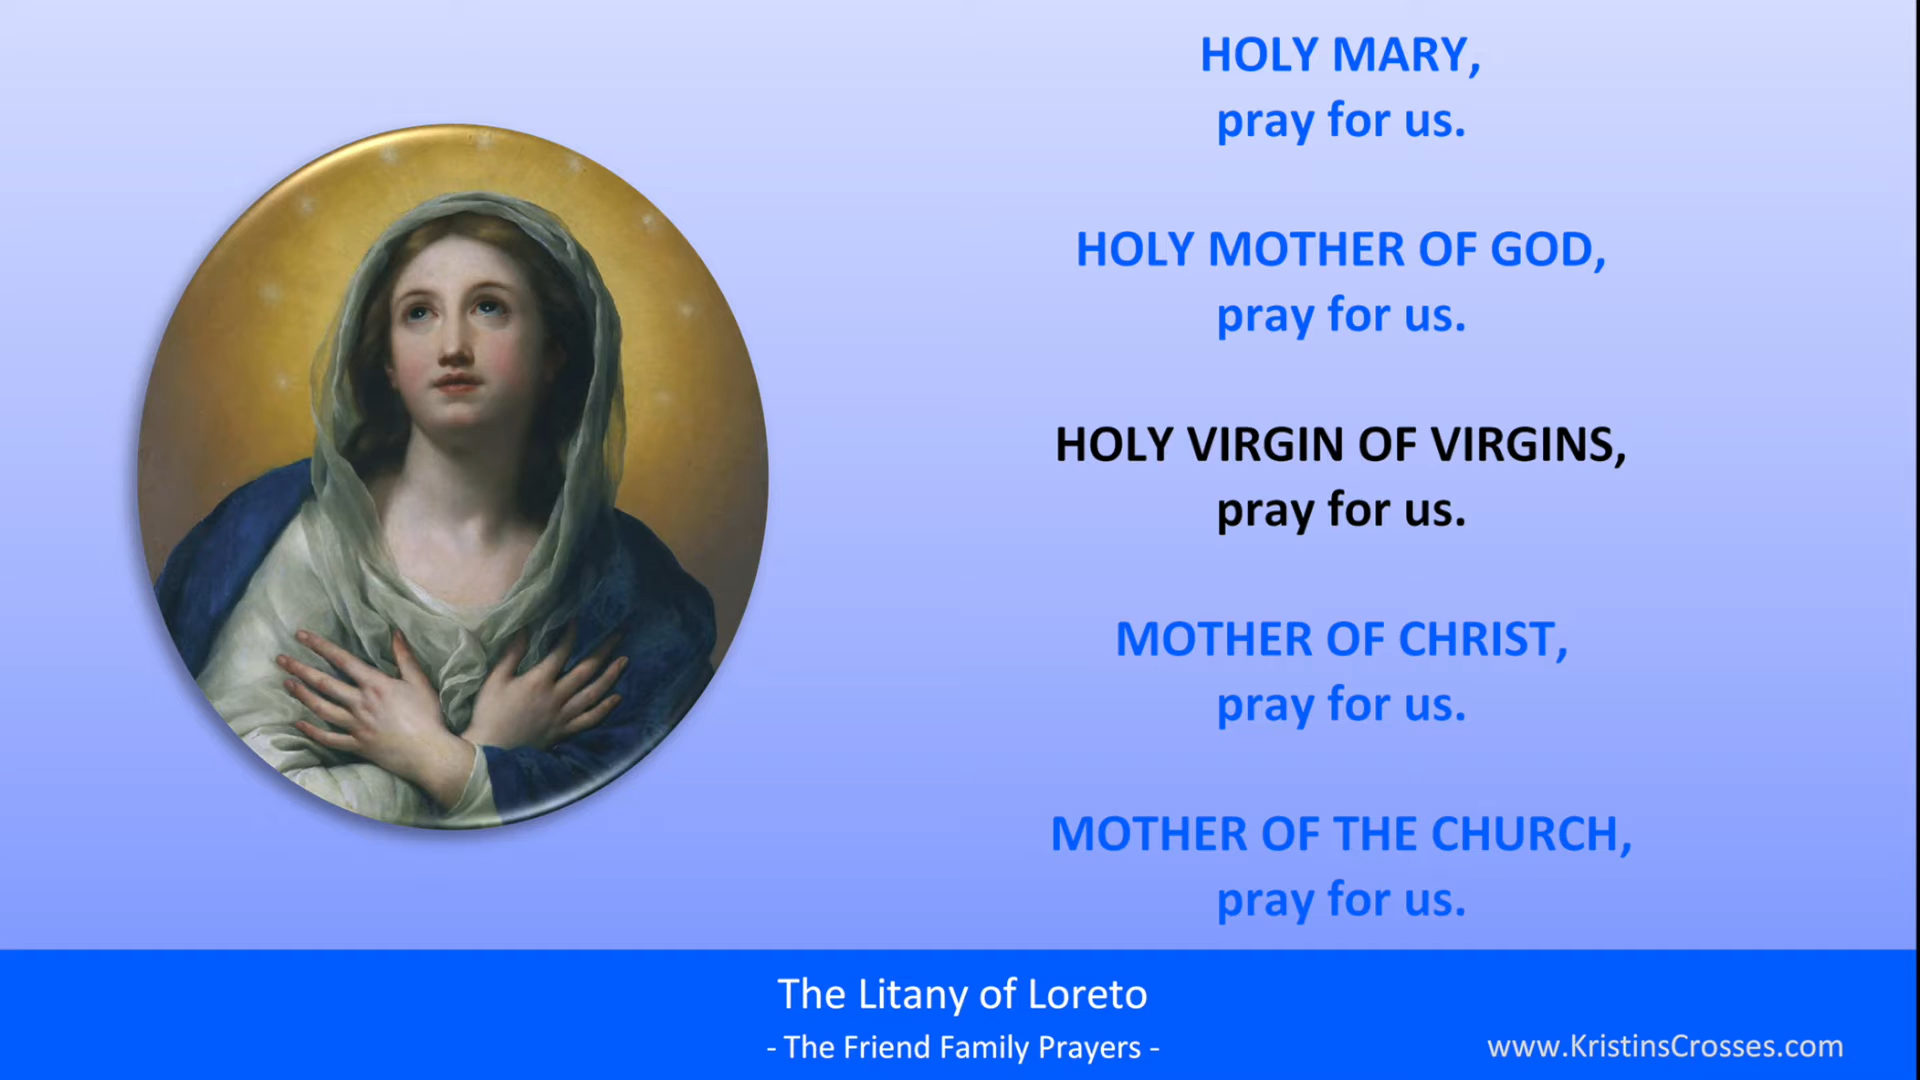 HOLY MARY,
pray for us.
HOLY MOTHER OF GOD,
pray for us.
HOLY VIRGIN OF VIRGINS,
pray for us.
MOTHER OF CHRIST,
pray for us.
MOTHER OF THE CHURCH,
pray for us.
The Litany of Loreto
- The Friend Family Prayers -
www.KristinsCrosses.com